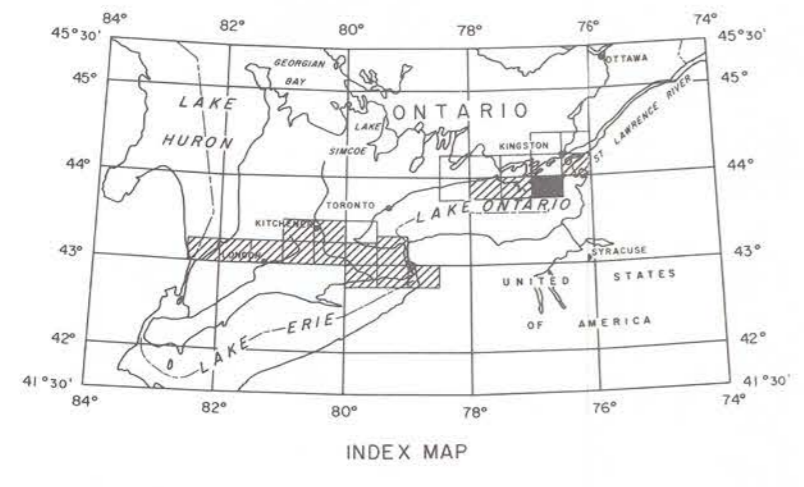 84°
82°
80°
78°
76°
74°
45°30'
45°30'
OTTAWA
GEORGIAN
BAY
45°
45°
LAKE
HURON
ONTARIO
LAKE
SIMCOE
KINGSTON
ST LAWRENCE RIVER
44°
44°
TORONTO
LAKE ONTARIO
KITCHENER
43°
43°
LONDON
SYRACUSE
UNITED STATES
OF AMERICA
LAKE ERIE
42°
42°
41°30'
41°30'
84°
82°
80°
78°
76°
74°
INDEX MAP